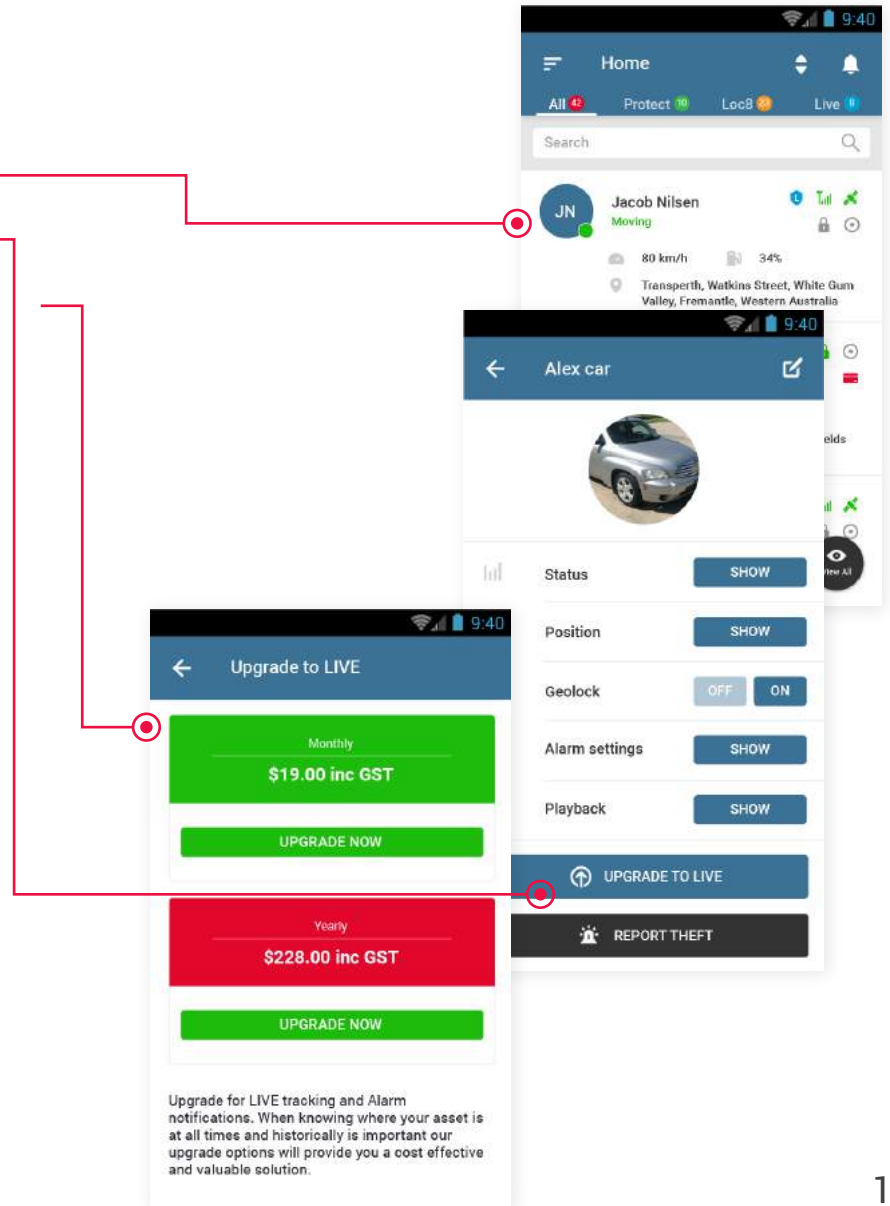 9:40
Home
All 42 Protect 10 Loc8 23 Live
Search
JN
Jacob Nilsen
L
Moving
80 km/h 34%
Transperth, Watkins Street, White Gum
Valley, Fremantle, Western Australia
elds
View All
9:40
Alex car
Status SHOW
Position SHOW
Geolock OFF ON
Alarm settings SHOW
Playback SHOW
UPGRADE TO LIVE
REPORT THEFT
9:40
Upgrade to LIVE
Monthly
$19.00 inc GST
UPGRADE NOW
Yearly
$228.00 inc GST
UPGRADE NOW
Upgrade for LIVE tracking and Alarm
notifications. When knowing where your asset is
at all times and historically is important our
upgrade options will provide you a cost effective
and valuable solution.
1